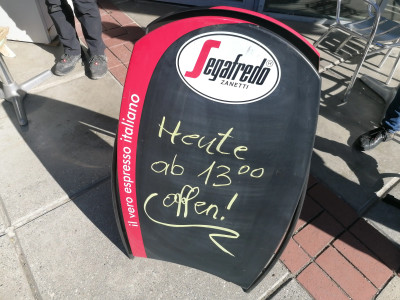 Segafredo®
ZANETTI
il vero espresso italiano
Heute
ab 13⁰⁰
offen!